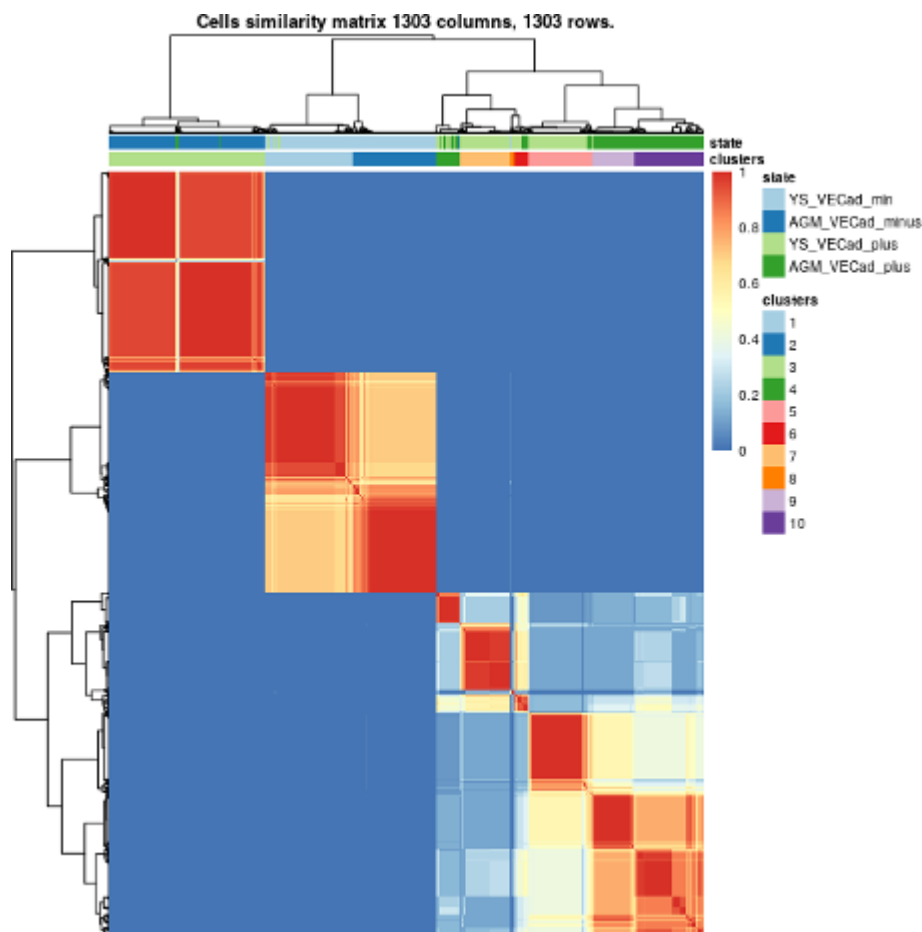 Cells similarity matrix 1303 columns, 1303 rows.
state
clusters
1
0.8
0.6
0.4
0.2
0
state
YS_VECad_min
AGM_VECad_minus
YS_VECad_plus
AGM_VECad_plus
clusters
1
2
3
4
5
6
7
8
9
10